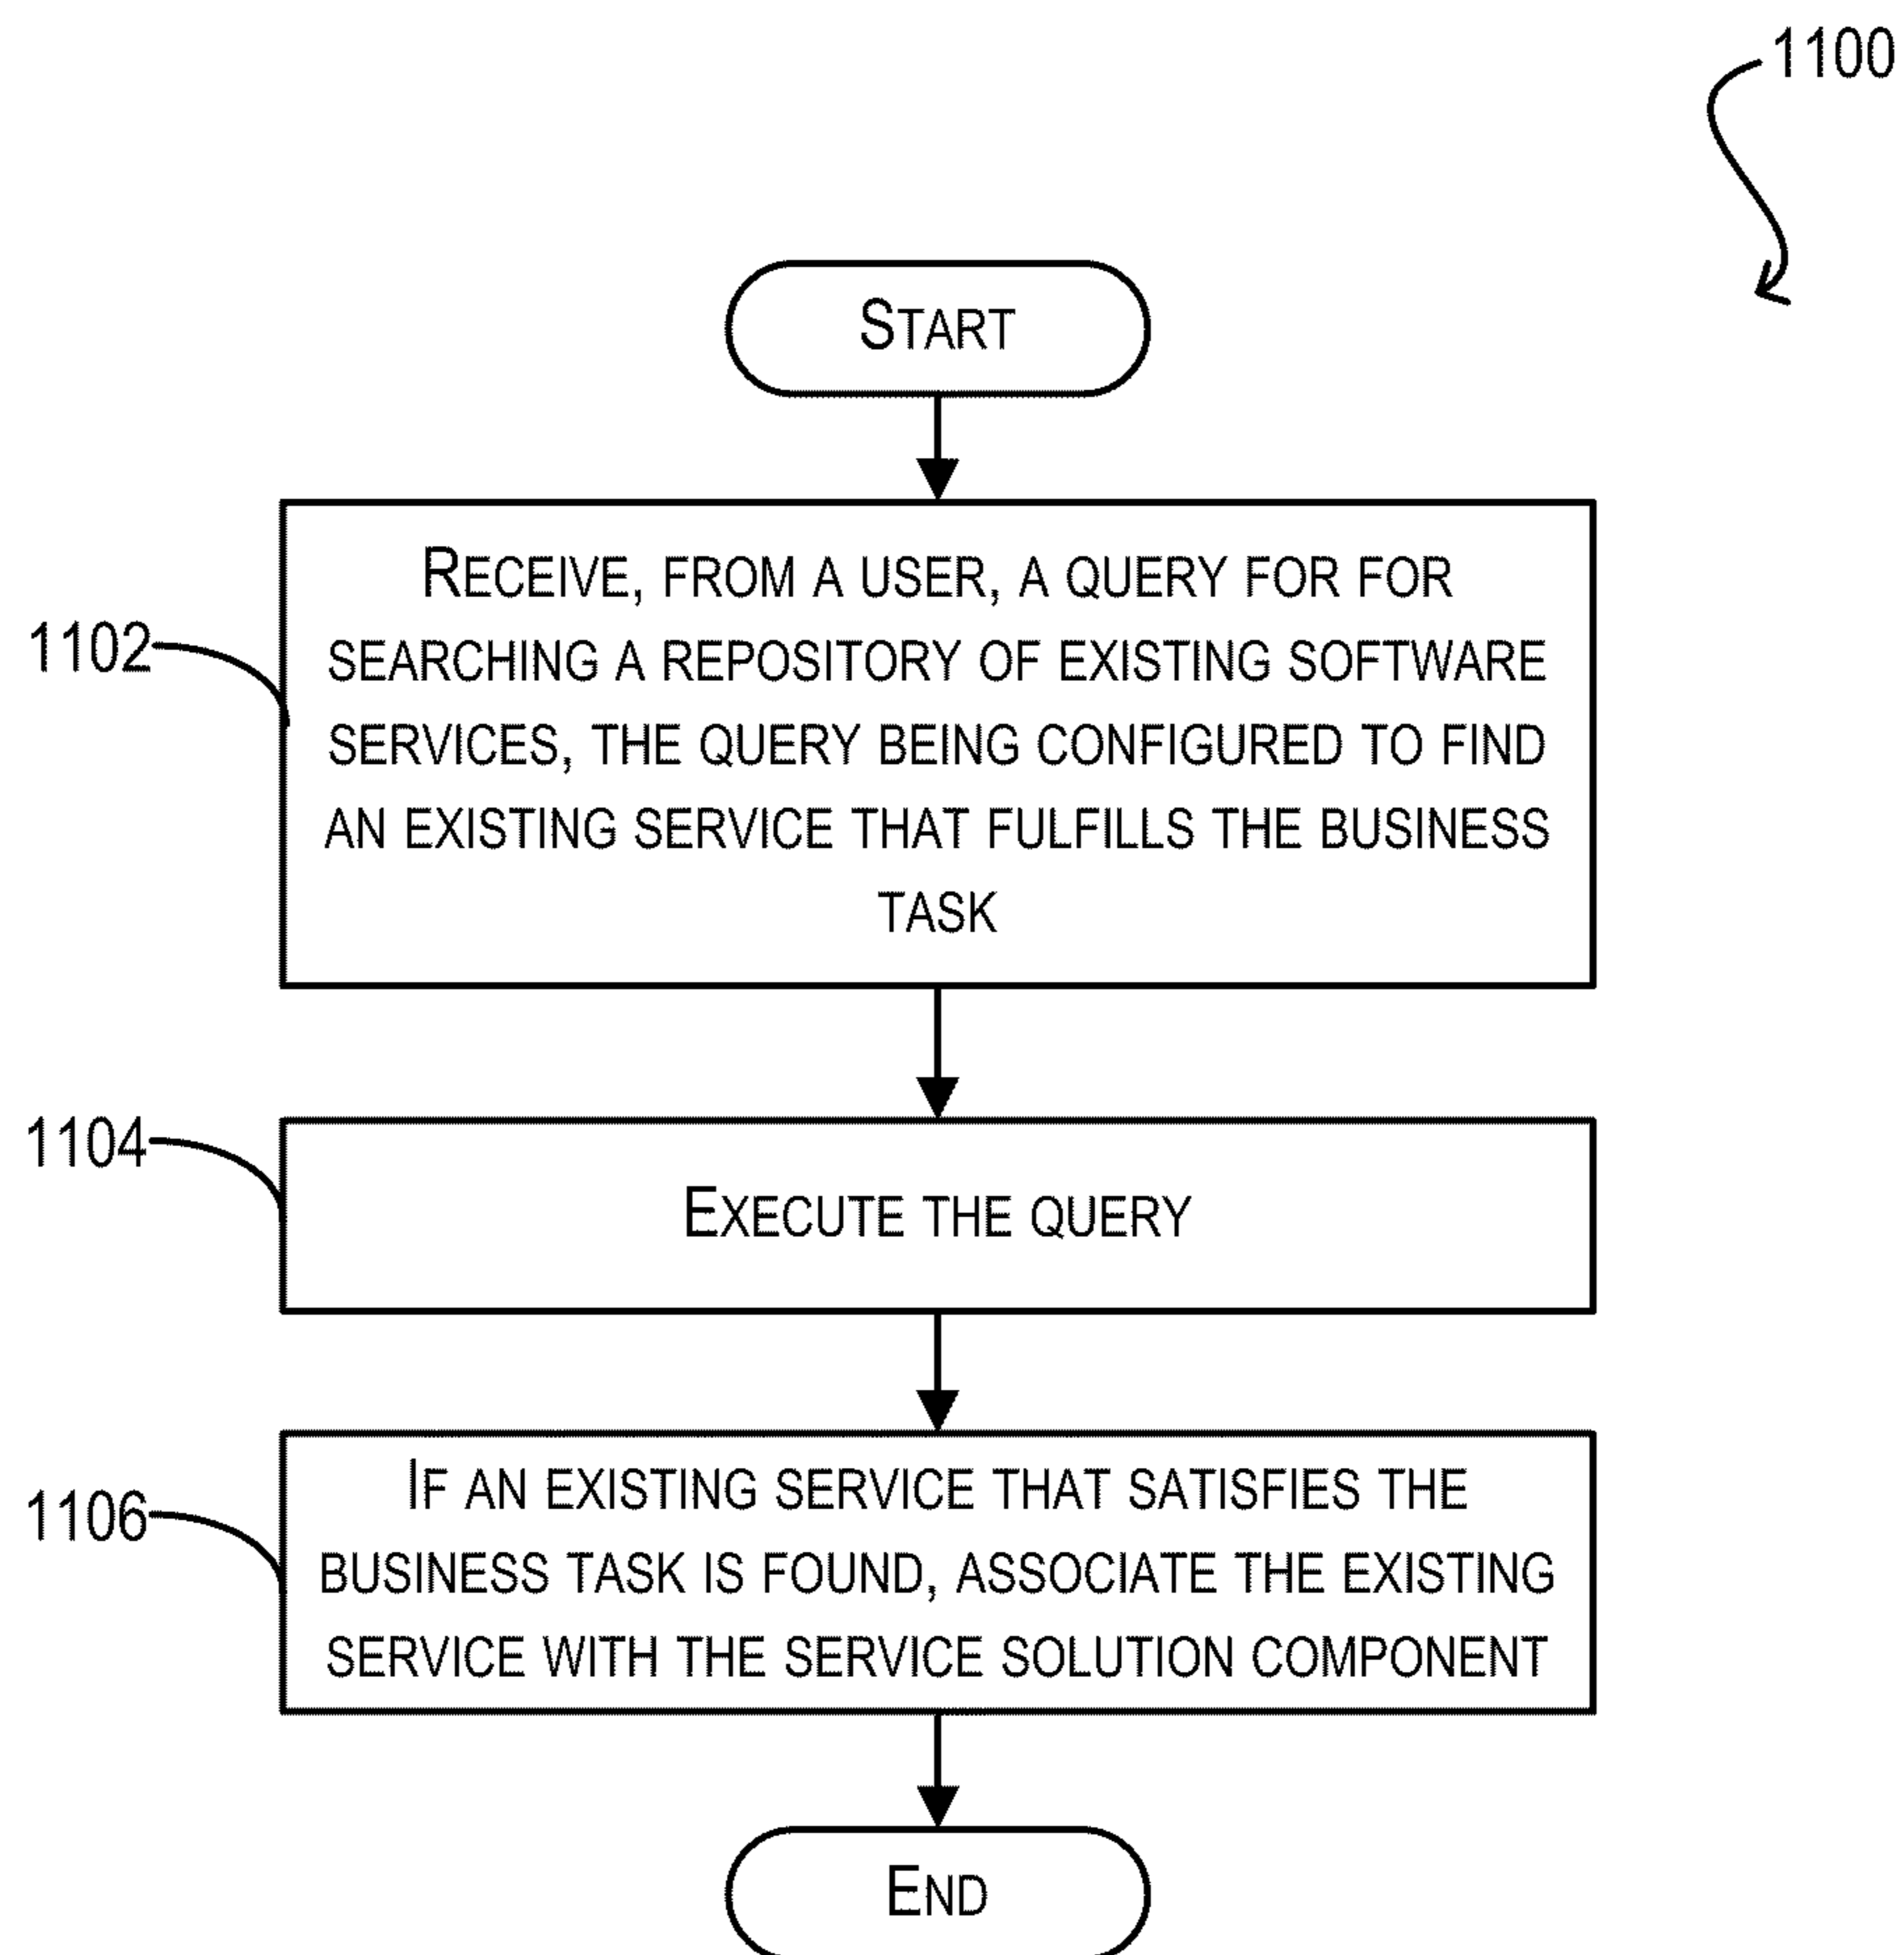 1100
START
1102
RECEIVE, FROM A USER, A QUERY FOR FOR
SEARCHING A REPOSITORY OF EXISTING SOFTWARE
SERVICES, THE QUERY BEING CONFIGURED TO FIND
AN EXISTING SERVICE THAT FULFILLS THE BUSINESS
TASK
1104
EXECUTE THE QUERY
1106
IF AN EXISTING SERVICE THAT SATISFIES THE
BUSINESS TASK IS FOUND, ASSOCIATE THE EXISTING
SERVICE WITH THE SERVICE SOLUTION COMPONENT
END